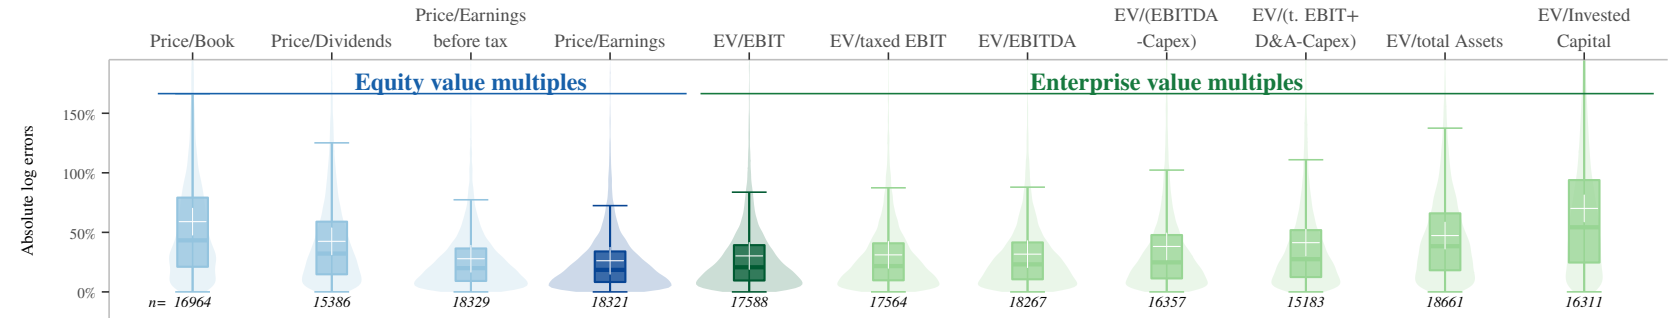 Price/Earnings
EV/(EBITDA
EV/(t. EBIT+
EV/Invested
Price/Book
Price/Dividends
before tax
Price/Earnings
EV/EBIT
EV/taxed EBIT
EV/EBITDA
-Capex)
D&A-Capex)
EV/total Assets
Capital
Equity value multiples
Enterprise value multiples
Absolute log errors
150%
100%
50%
0%
n= 16964
15386
18329
18321
17588
17564
18267
16357
15183
18661
16311